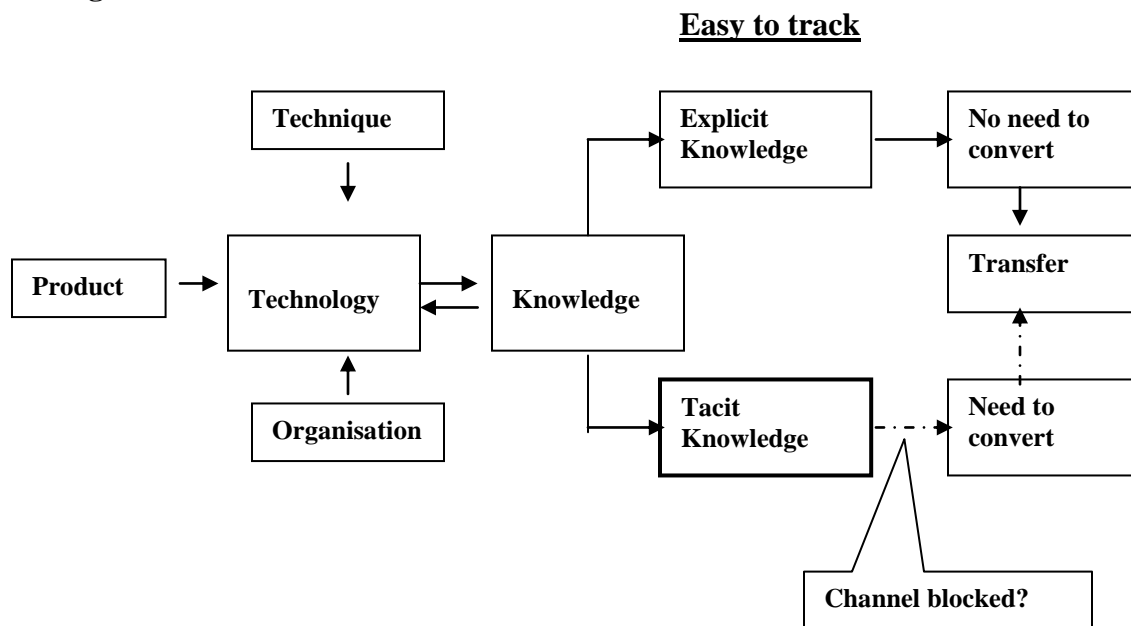 Easy to track
Technique
Explicit
Knowledge
No need to
convert
Product
Technology
Knowledge
Transfer
Organisation
Tacit
Knowledge
Need to
convert
Channel blocked?